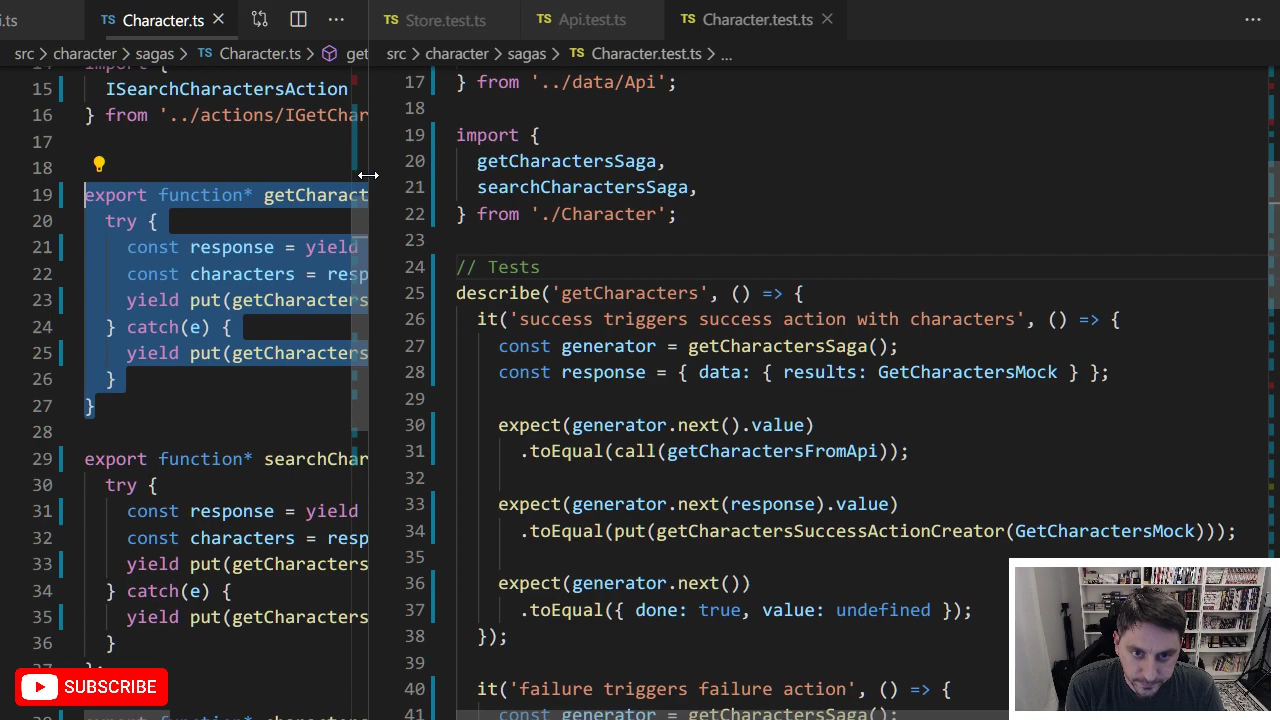 i.ts
TS Character.ts
src > character > sagas > TS Character.ts > get
import {
15 ISearchCharactersAction
16 } from '../actions/IGetChar
17
18
19 export function* getCharact
20 try {
21 const response = yield
22 const characters = resp
23 yield put(getCharacters
24 } catch(e) {
25 yield put(getCharacters
26 }
27 }
28
29 export function* searchChar
30 try {
31 const response = yield
32 const characters = resp
33 yield put(getCharacters
34 } catch(e) {
35 yield put(getCharacters
36 }
SUBSCRIBE
TS Store.test.ts
TS Api.test.ts
TS Character.test.ts
src > character > sagas > TS Character.test.ts > ...
17 } from '../data/Api';
18
19 import {
20 getCharactersSaga,
21 searchCharactersSaga,
22 } from './Character';
23
24 // Tests
25 describe('getCharacters', () => {
26 it('success triggers success action with characters', () => {
27 const generator = getCharactersSaga();
28 const response = { data: { results: GetCharactersMock } };
29
30 expect(generator.next().value)
31 .toEqual(call(getCharactersFromApi));
32
33 expect(generator.next(response).value)
34 .toEqual(put(getCharactersSuccessActionCreator(GetCharactersMock)));
35
36 expect(generator.next())
37 .toEqual({ done: true, value: undefined });
38 });
39
40 it('failure triggers failure action', () => {
41 const generator = getCharactersSaga();